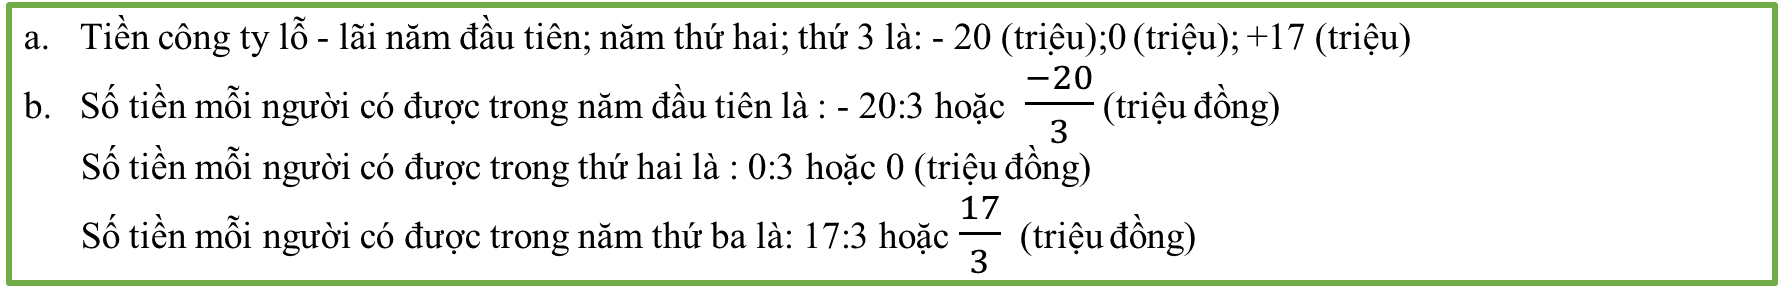 a. Tiền công ty lỗ - lãi năm đầu tiên; năm thứ hai; thứ 3 là: - 20 (triệu);0 (triệu); +17 (triệu)
b. Số tiền mỗi người có được trong năm đầu tiên là : - 20:3 hoặc −20/3 (triệu đồng)
Số tiền mỗi người có được trong thứ hai là : 0:3 hoặc 0 (triệu đồng)
Số tiền mỗi người có được trong năm thứ ba là: 17:3 hoặc 17/3 (triệu đồng)